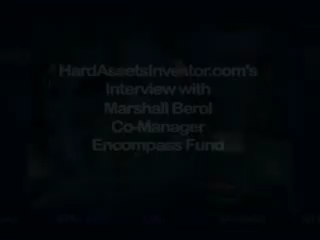 HardAssetsInvestor.com's
Interview with
Marshall Berol
Co-Manager
Encompass Fund